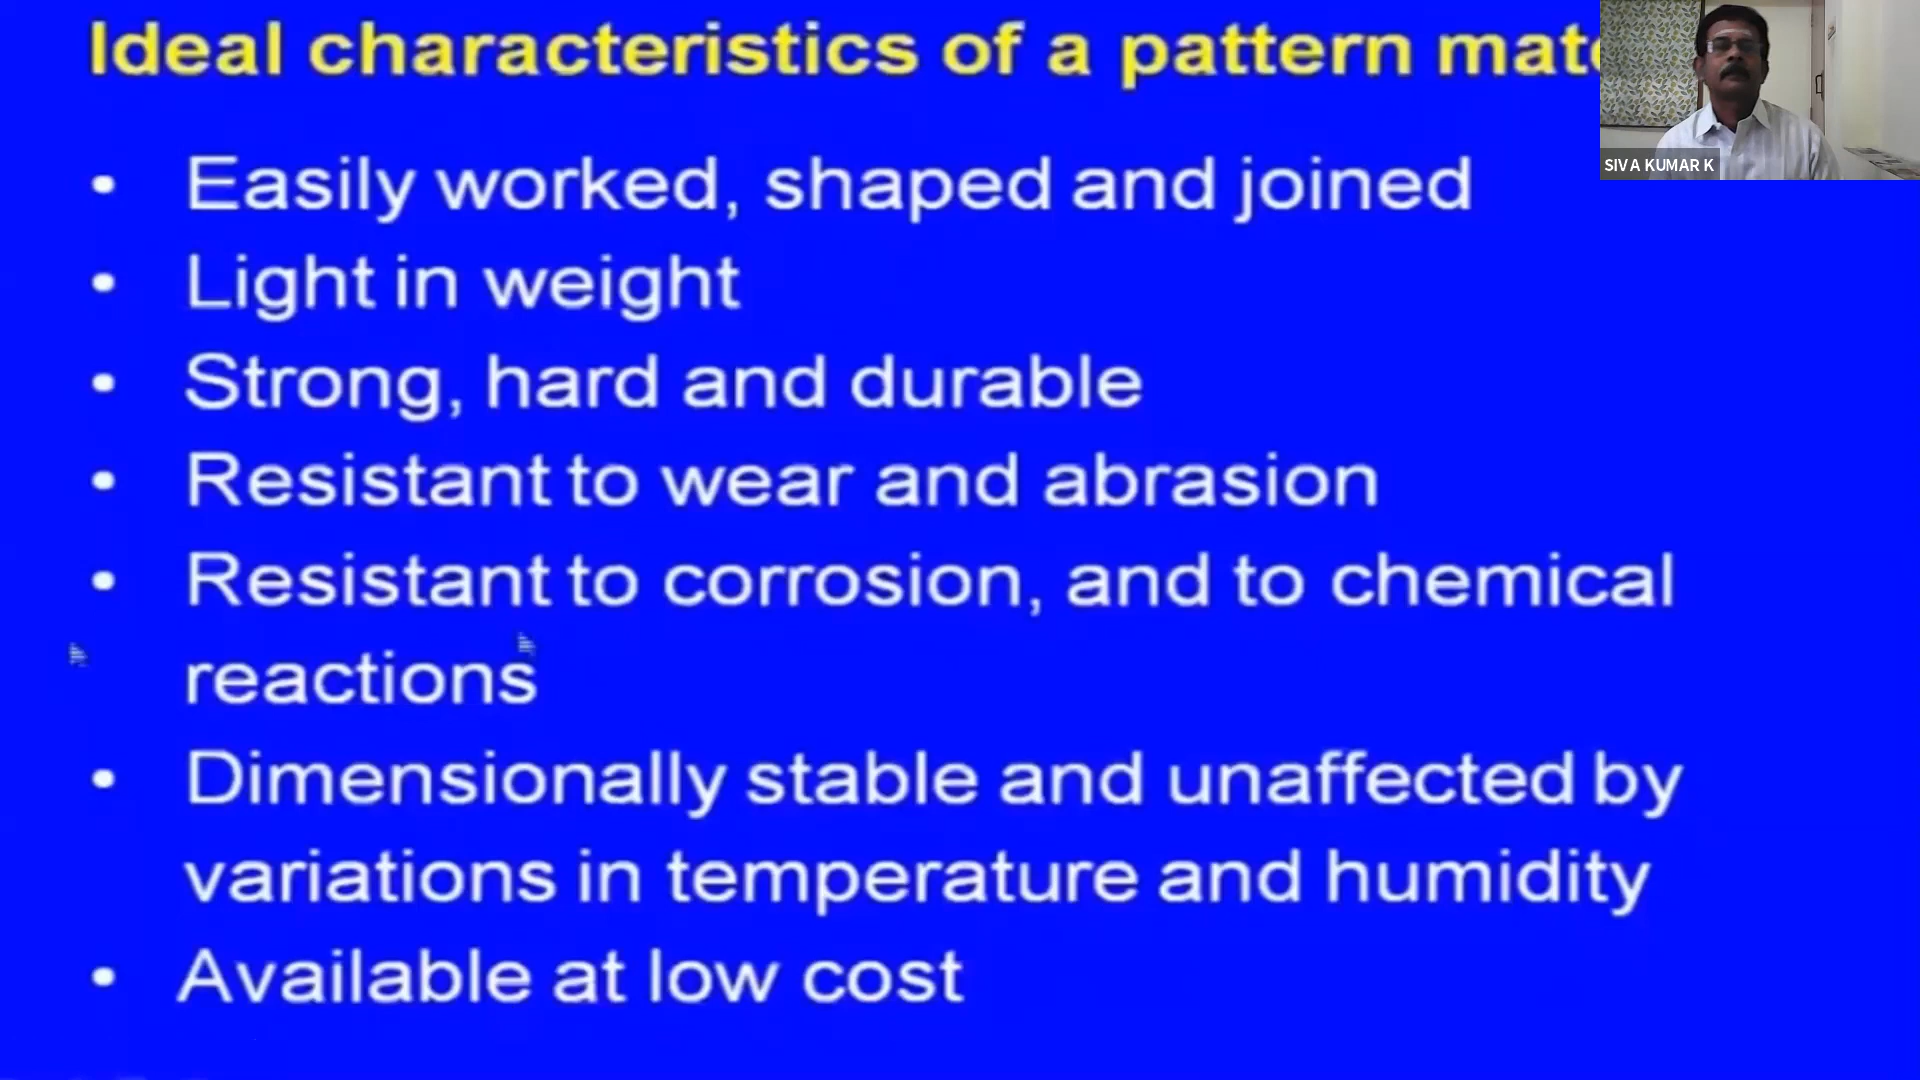 Ideal characteristics of a pattern mate
• Easily worked, shaped and joined
• Light in weight
• Strong, hard and durable
• Resistant to wear and abrasion
• Resistant to corrosion, and to chemical
reactions
• Dimensionally stable and unaffected by
variations in temperature and humidity
• Available at low cost
SIVA KUMAR K